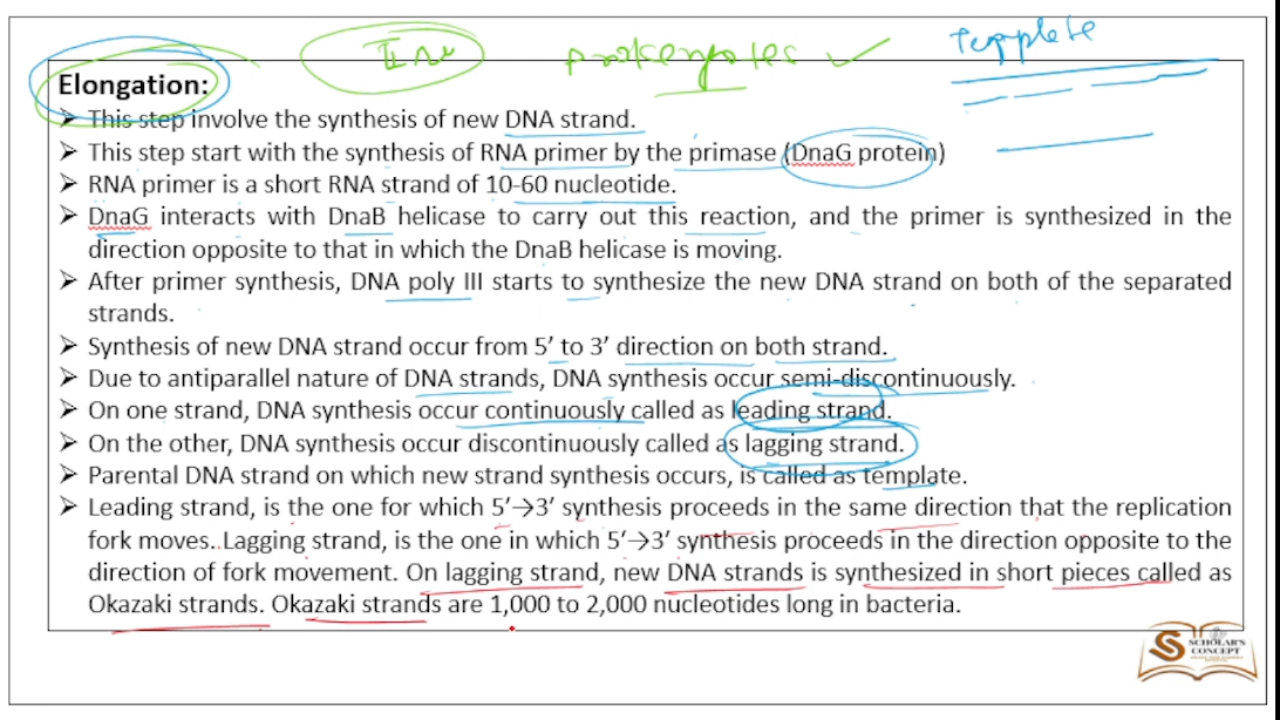 prokeryotes
Template
Elongation:
➢ This step involve the synthesis of new DNA strand.
➢ This step start with the synthesis of RNA primer by the primase (DnaG protein)
➢ RNA primer is a short RNA strand of 10-60 nucleotide.
➢ DnaG interacts with DnaB helicase to carry out this reaction, and the primer is synthesized in the
direction opposite to that in which the DnaB helicase is moving.
➢ After primer synthesis, DNA poly III starts to synthesize the new DNA strand on both of the separated
strands.
➢ Synthesis of new DNA strand occur from 5’ to 3’ direction on both strand.
➢ Due to antiparallel nature of DNA strands, DNA synthesis occur semi-discontinuously.
➢ On one strand, DNA synthesis occur continuously called as leading strand.
➢ On the other, DNA synthesis occur discontinuously called as lagging strand.
➢ Parental DNA strand on which new strand synthesis occurs, is called as template.
➢ Leading strand, is the one for which 5’→3’ synthesis proceeds in the same direction that the replication
fork moves. Lagging strand, is the one in which 5’→3’ synthesis proceeds in the direction opposite to the
direction of fork movement. On lagging strand, new DNA strands is synthesized in short pieces called as
Okazaki strands. Okazaki strands are 1,000 to 2,000 nucleotides long in bacteria.
SCHOLAR'S
CONCEPT